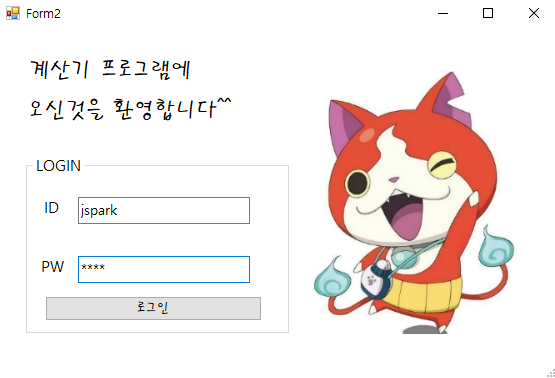 Form2
계산기 프로그램에
오신것을 환영합니다^^
LOGIN
ID jspark
PW ****
로그인